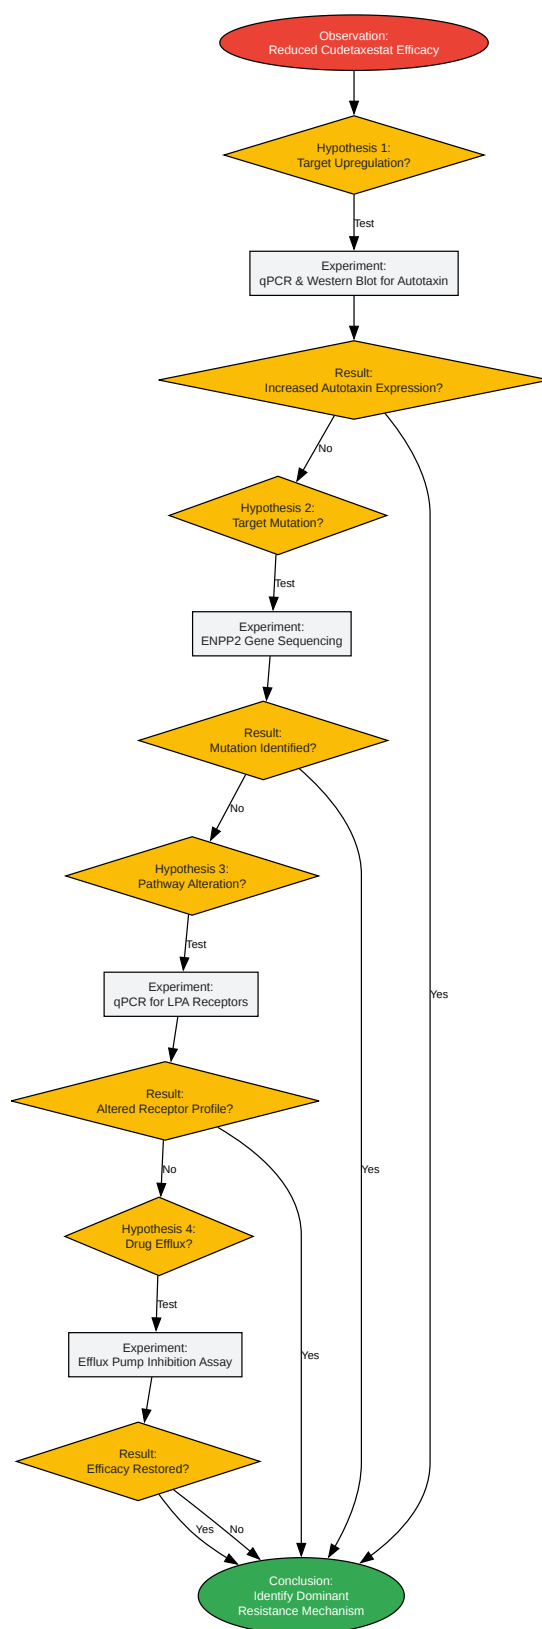 Observation:
Reduced Cudetaxestat Efficacy
Hypothesis 1:
Target Upregulation?
Test
Experiment:
qPCR & Western Blot for Autotaxin
Result:
Increased Autotaxin Expression?
No
Hypothesis 2:
Target Mutation?
Test
Experiment:
ENPP2 Gene Sequencing
Result:
Mutation Identified?
No
Hypothesis 3:
Pathway Alteration?
Test
Experiment:
qPCR for LPA Receptors
Yes
Result:
Altered Receptor Profile?
No
Yes
Hypothesis 4:
Drug Efflux?
Test
Experiment:
Efflux Pump Inhibition Assay
Yes
Result:
Efficacy Restored?
Yes
No
Conclusion:
Identify Dominant
Resistance Mechanism